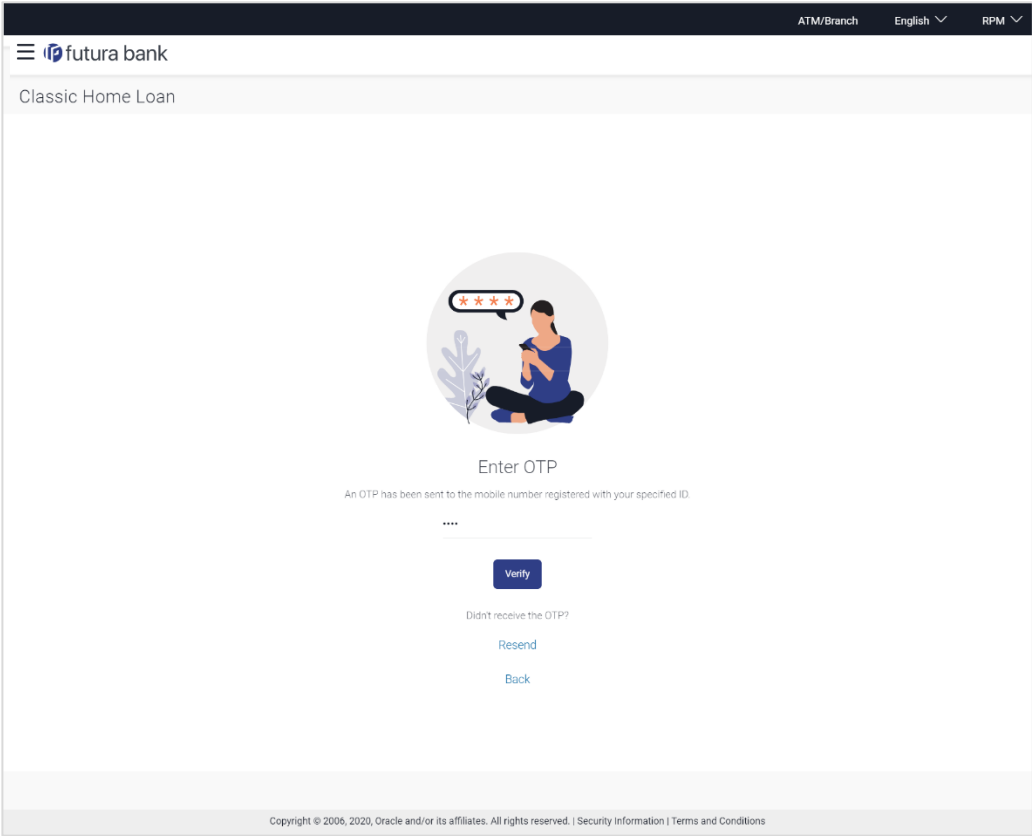 ATM/Branch English RPM
futura bank
Classic Home Loan
****
Enter OTP
An OTP has been sent to the mobile number registered with your specified ID.
••••
Verify
Didn't receive the OTP?
Resend
Back
Copyright © 2006, 2020, Oracle and/or its affiliates. All rights reserved. | Security Information | Terms and Conditions